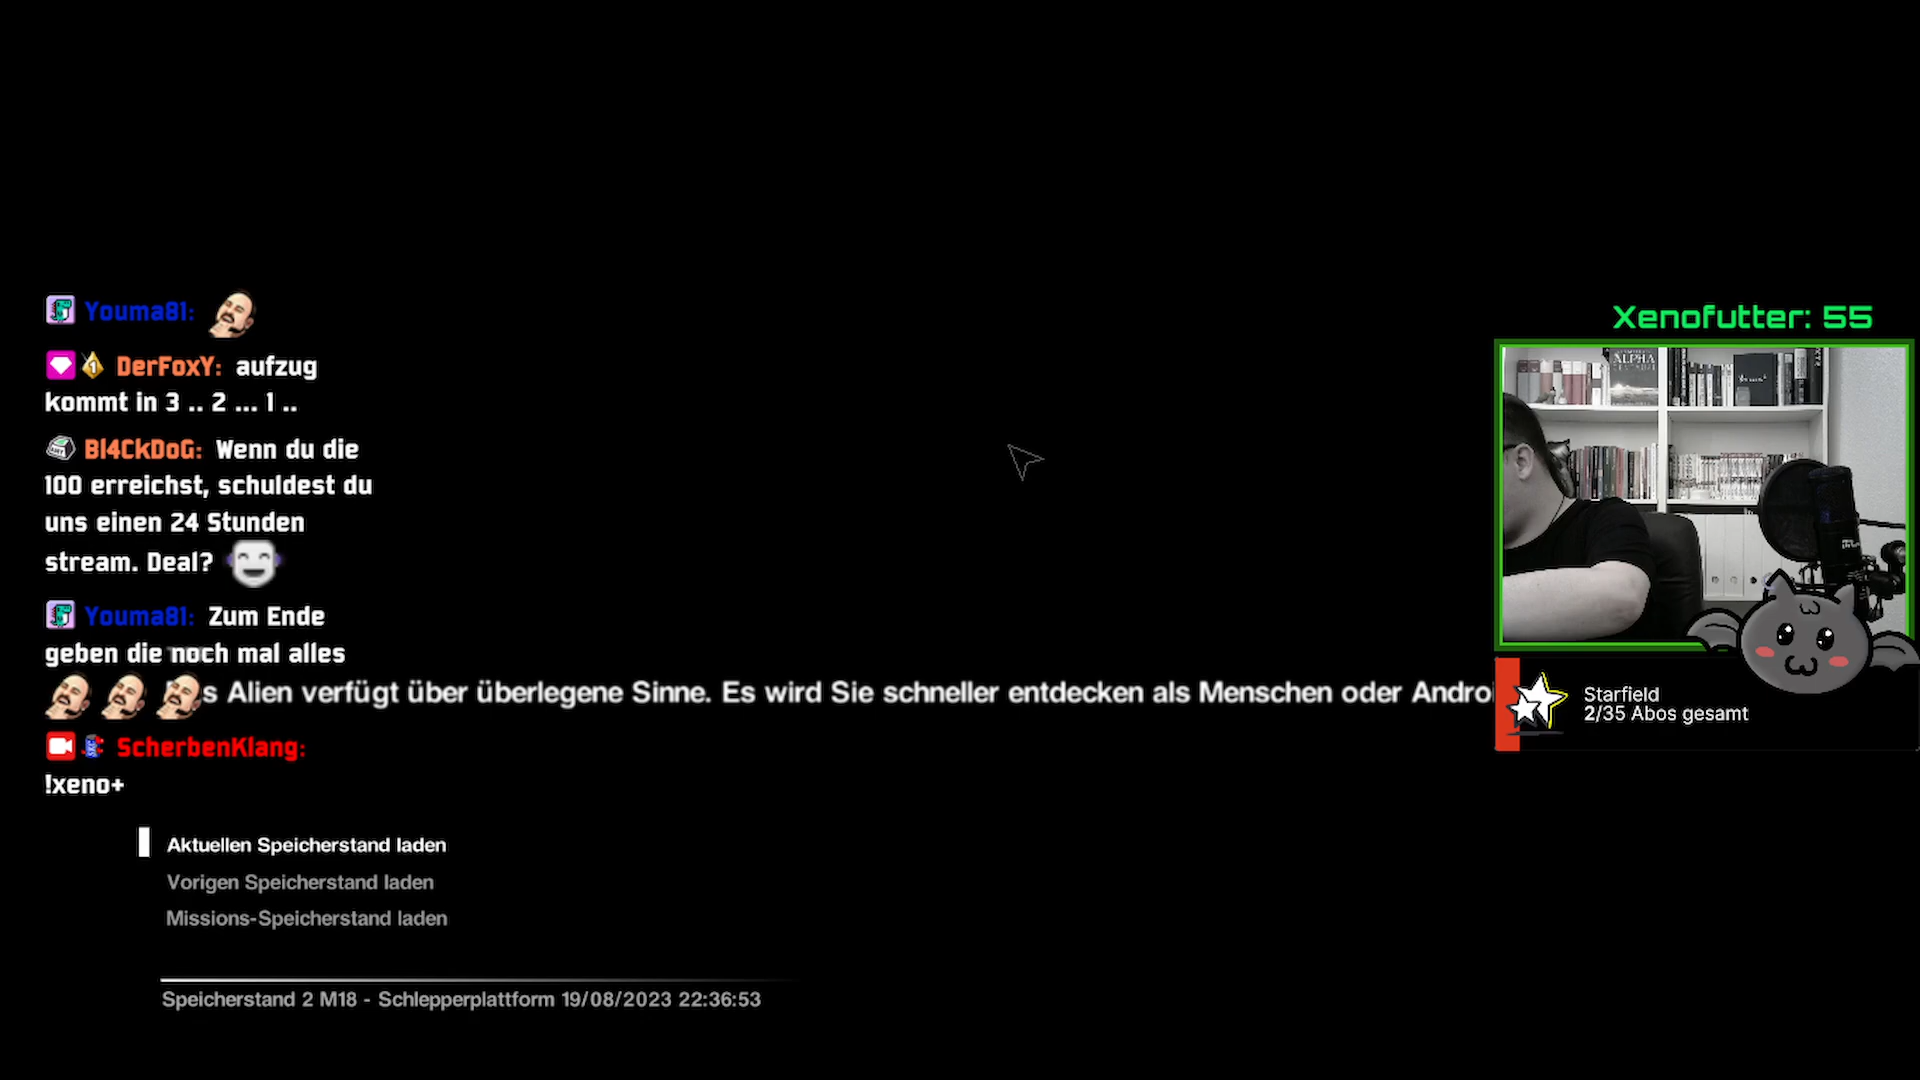 Youma81:
DerFoxY: aufzug
kommt in 3 .. 2 ... 1 ..
Bl4CkDoG: Wenn du die
100 erreichst, schuldest du
uns einen 24 Stunden
stream. Deal?
Youma81: Zum Ende
geben die noch mal alles
s Alien verfügt über überlegene Sinne. Es wird Sie schneller entdecken als Menschen oder Andro
ScherbenKlang:
!xeno+
Aktuellen Speicherstand laden
Vorigen Speicherstand laden
Missions-Speicherstand laden
Speicherstand 2 M18 - Schlepperplattform 19/08/2023 22:36:53
Xenofutter: 55
ALPHA
Starfield
2/35 Abos gesamt